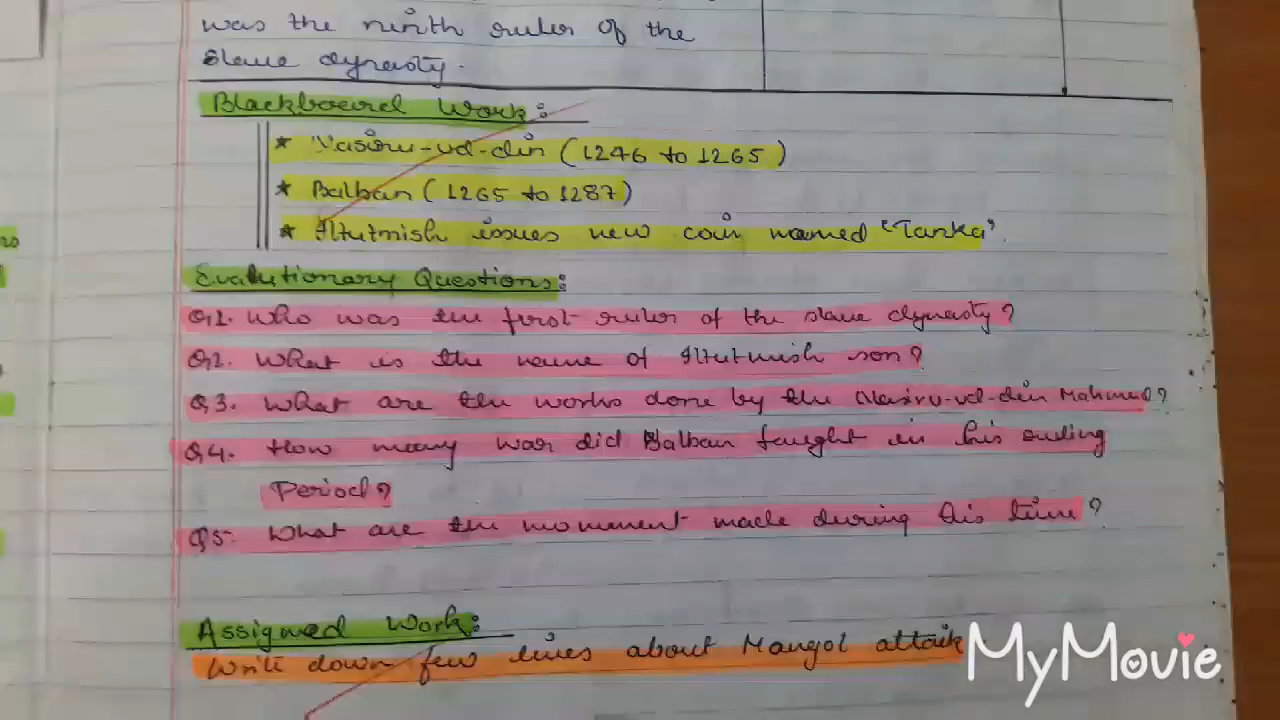 was the ninth ruler of the
Slave dynasty.
Blackboard Work:
* Nasiru-ud-din (1246 to 1265)
* Balban (1265 to 1287)
* Iltutmish issues new coin named "Tanka".
Evalutionary Questions:
Q1. Who was the first ruler of the slave dynasty?
Q2. What is the name of Iltutmish son?
Q3. What are the works done by the Nasiru-ud-din Mahmud?
Q4. How many war did Balban faught in his ruling
Period?
Q5. What are the monument made during this time?
Assigned Work:
Write down few lines about Mangol attack
MyMovie